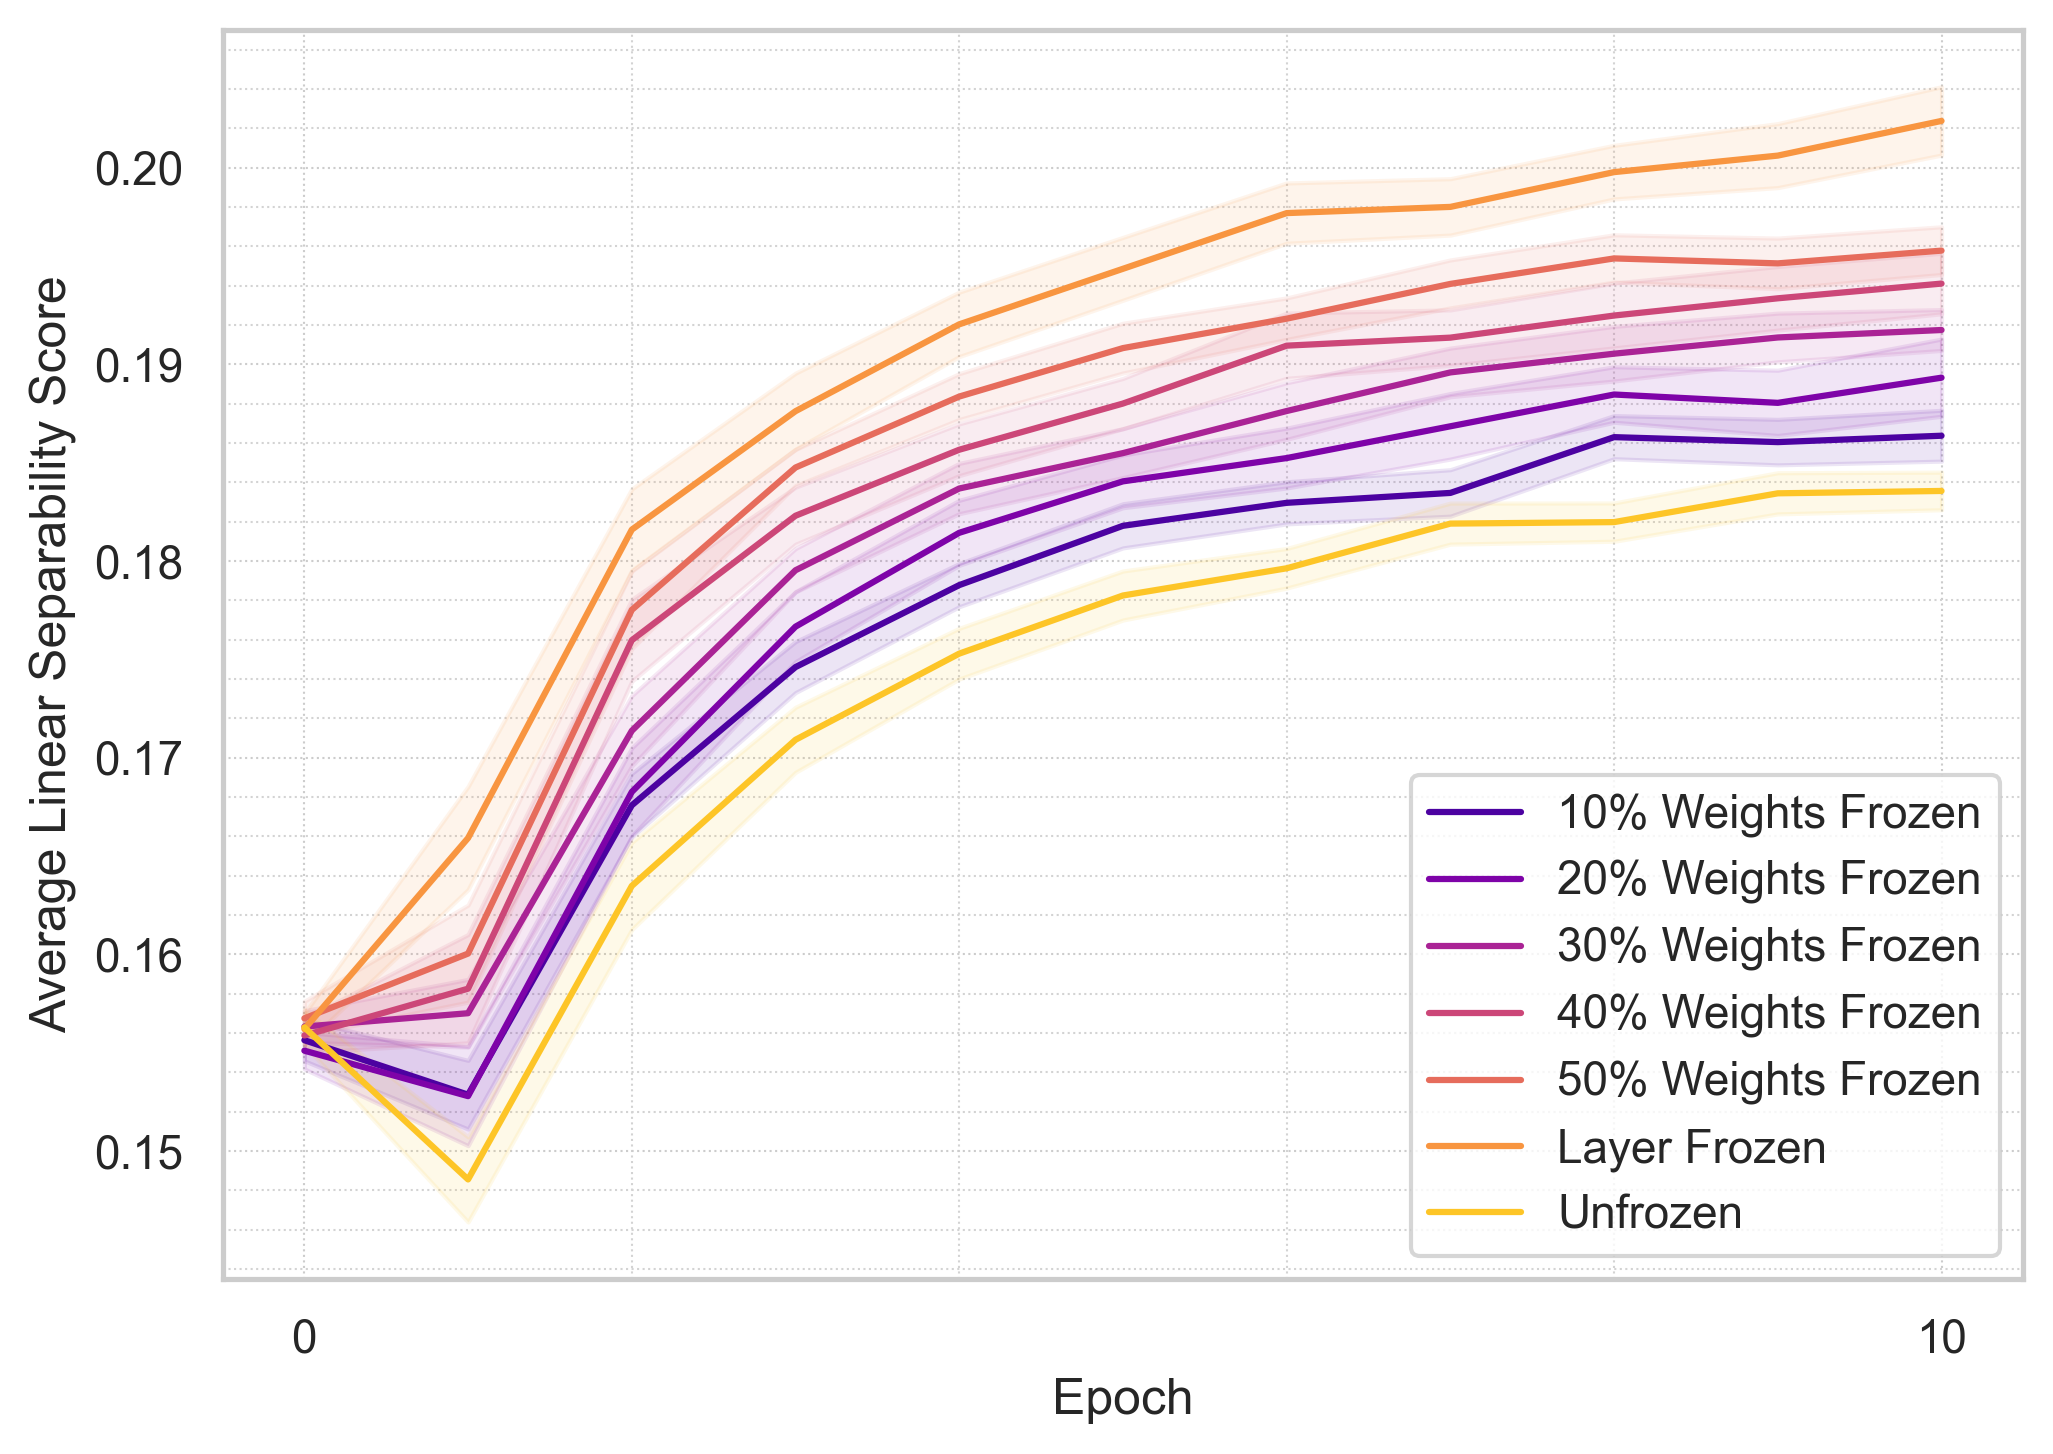 Average Linear Separability Score
0.20
0.19
0.18
0.17
0.16
0.15
10% Weights Frozen
20% Weights Frozen
30% Weights Frozen
40% Weights Frozen
50% Weights Frozen
Layer Frozen
Unfrozen
0
10
Epoch